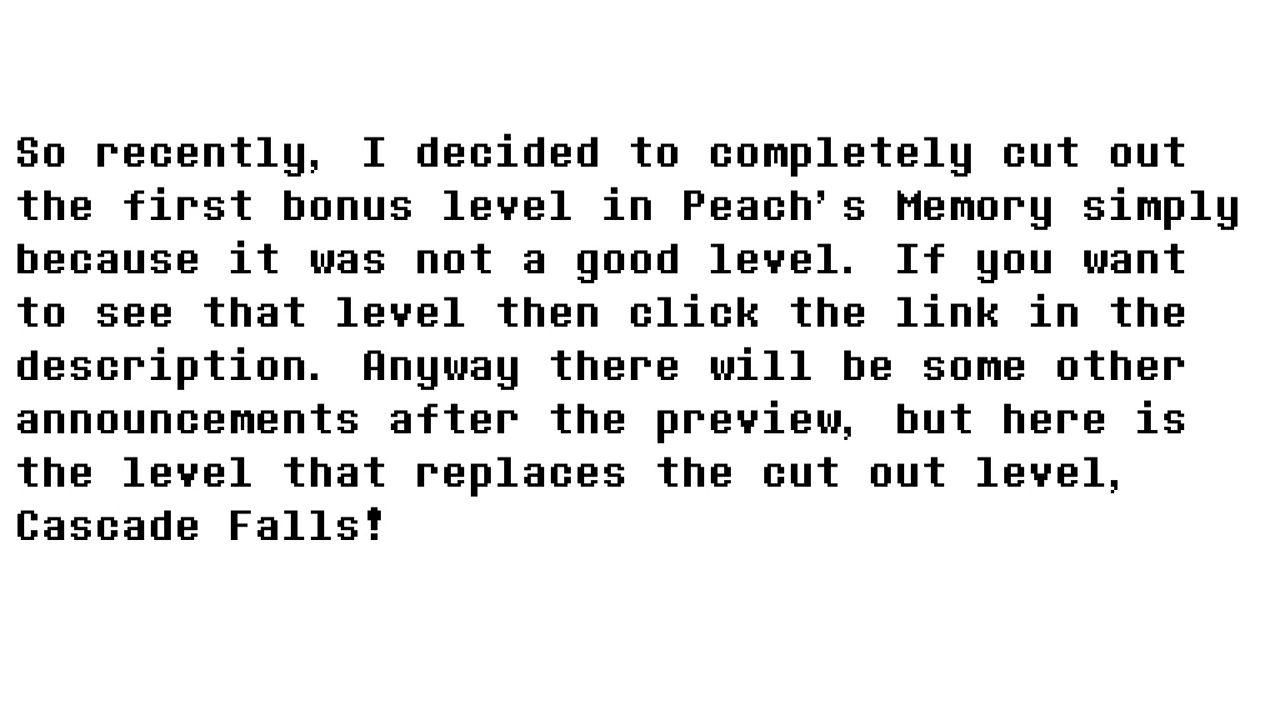 So recently, I decided to completely cut out
the first bonus level in Peach's Memory simply
because it was not a good level. If you want
to see that level then click the link in the
description. Anyway there will be some other
announcements after the preview, but here is
the level that replaces the cut out level,
Cascade Falls!